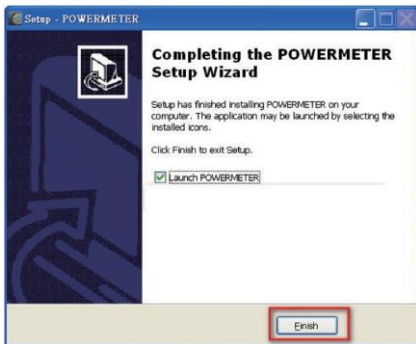 Setup - POWERMETER
Completing the POWERMETER
Setup Wizard
Setup has finished installing POWERMETER on your
computer. The application may be launched by selecting the
installed icons.
Click Finish to exit Setup.
Launch POWERMETER
Finish